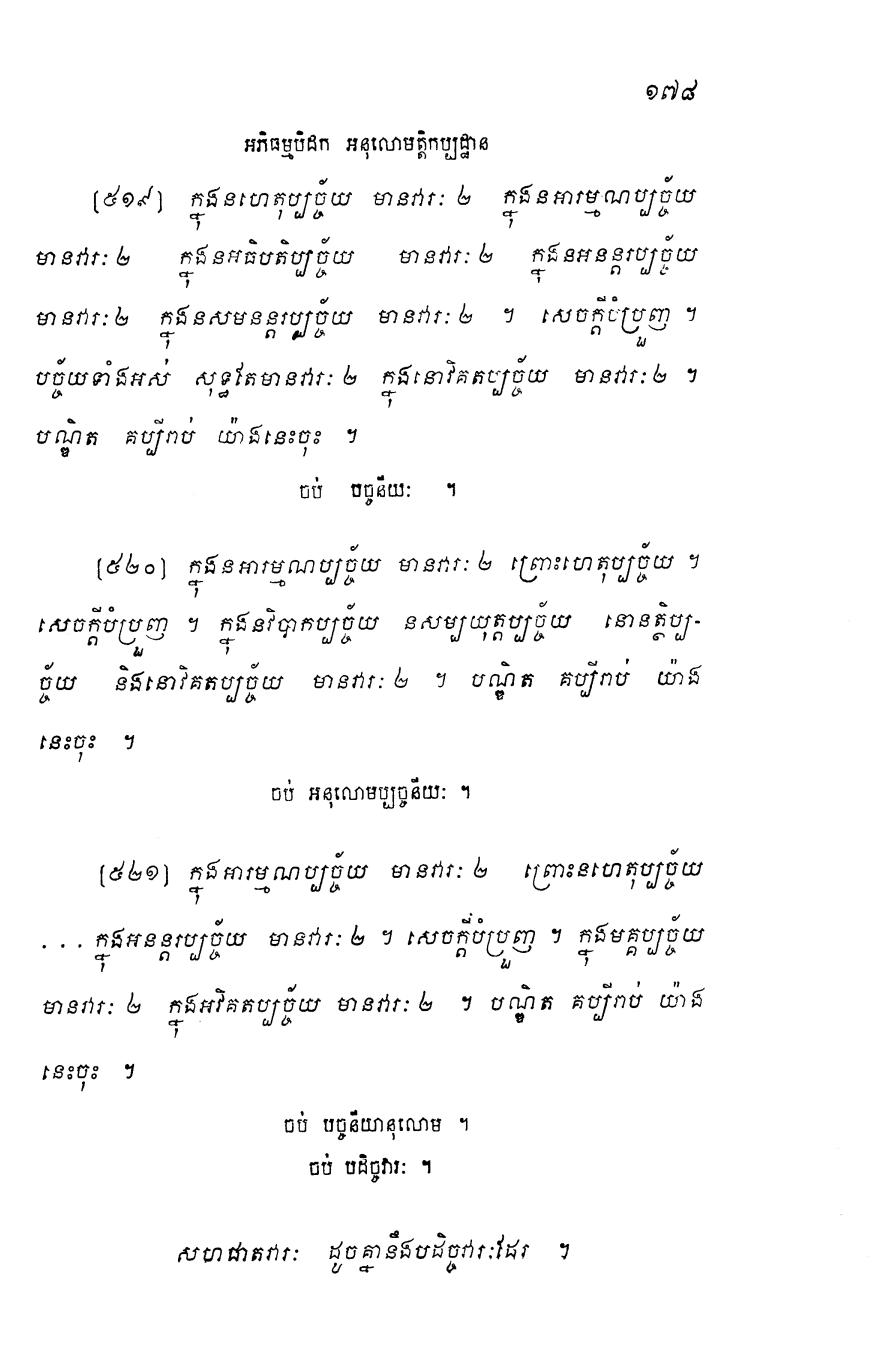 ១៧៨
អភិធម្មបិដក អនុលោមត្តិកប្បដ្ឋាន
[៥១៩] ក្នុងនហេតុប្បច្ច័យ មានវារៈ ២ ក្នុងនអារម្មណប្បច្ច័យ
មានវារៈ ២ ក្នុងនអធិបតិប្បច្ច័យ មានវារៈ ២ ក្នុងនអនន្តរប្បច្ច័យ
មានវារៈ ២ ក្នុងនសមនន្តរប្បច្ច័យ មានវារៈ ២ ។ សេចក្តីបំប្រួញ ។
បច្ច័យទាំងអស់ សុទ្ធតែមានវារៈ ២ ក្នុងនោវិគតប្បច្ច័យ មានវារៈ ២ ។
បណ្ឌិត គប្បីរាប់ យ៉ាងនេះចុះ ។
ចប់ បច្ចនីយៈ ។
[៥២០] ក្នុងនអារម្មណប្បច្ច័យ មានវារៈ ២ ព្រោះហេតុប្បច្ច័យ ។
សេចក្តីបំប្រួញ ។ ក្នុងនវិបាកប្បច្ច័យ នសម្បយុត្តប្បច្ច័យ នោនត្ថិប្ប-
ច្ច័យ និងនោវិគតប្បច្ច័យ មានវារៈ ២ ។ បណ្ឌិត គប្បីរាប់ យ៉ាង
នេះចុះ ។
ចប់ អនុលោមប្បច្ចនីយៈ ។
[៥២១] ក្នុងអារម្មណប្បច្ច័យ មានវារៈ ២ ព្រោះនហេតុប្បច្ច័យ
... ក្នុងអនន្តរប្បច្ច័យ មានវារៈ ២ ។ សេចក្តីបំប្រួញ ។ ក្នុងមគ្គប្បច្ច័យ
មានវារៈ ២ ក្នុងអវិគតប្បច្ច័យ មានវារៈ ២ ។ បណ្ឌិត គប្បីរាប់ យ៉ាង
នេះចុះ ។
ចប់ បច្ចនីយានុលោម ។
ចប់ បដិច្ចវារៈ ។
សហជាតវារៈ ដូចគ្នានឹងបដិច្ចវារៈដែរ ។